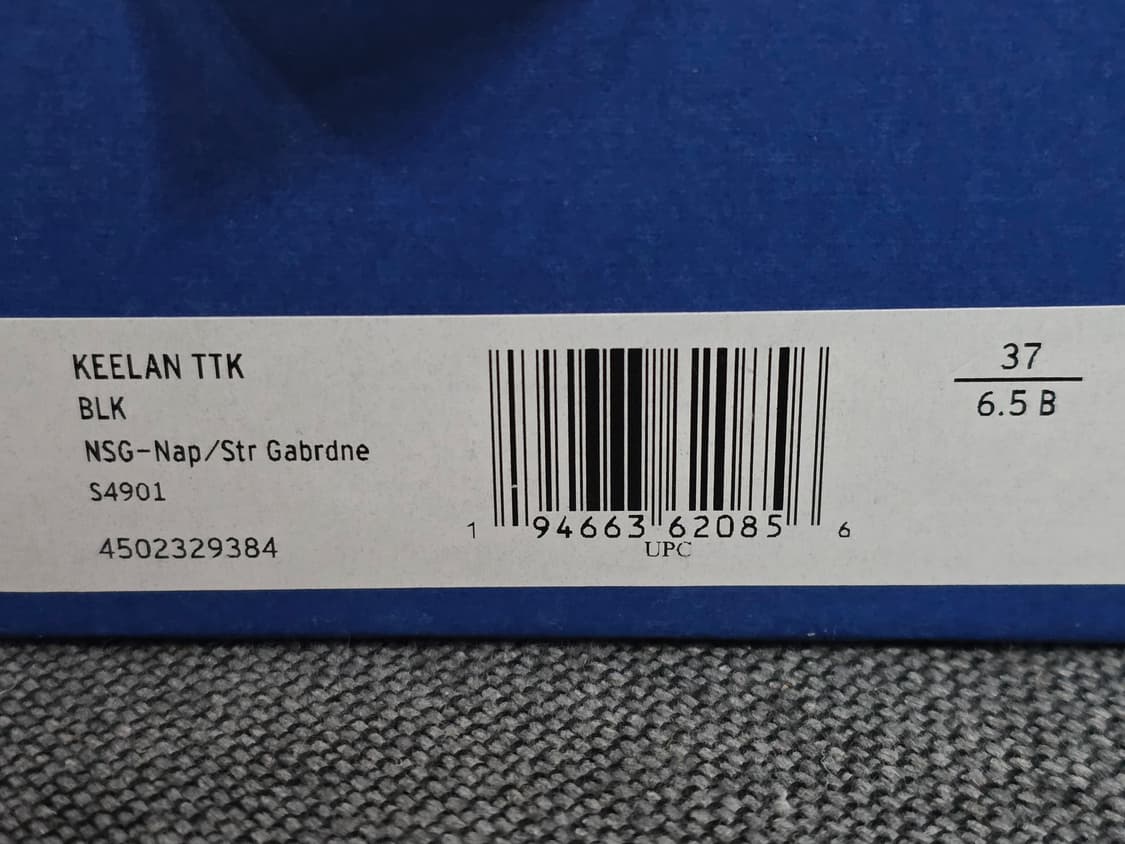 KEELAN TTK
BLK
NSG-Nap/Str Gabrdne
S4901
4502329384
1 94663 62085 6
UPC
37
6.5 B